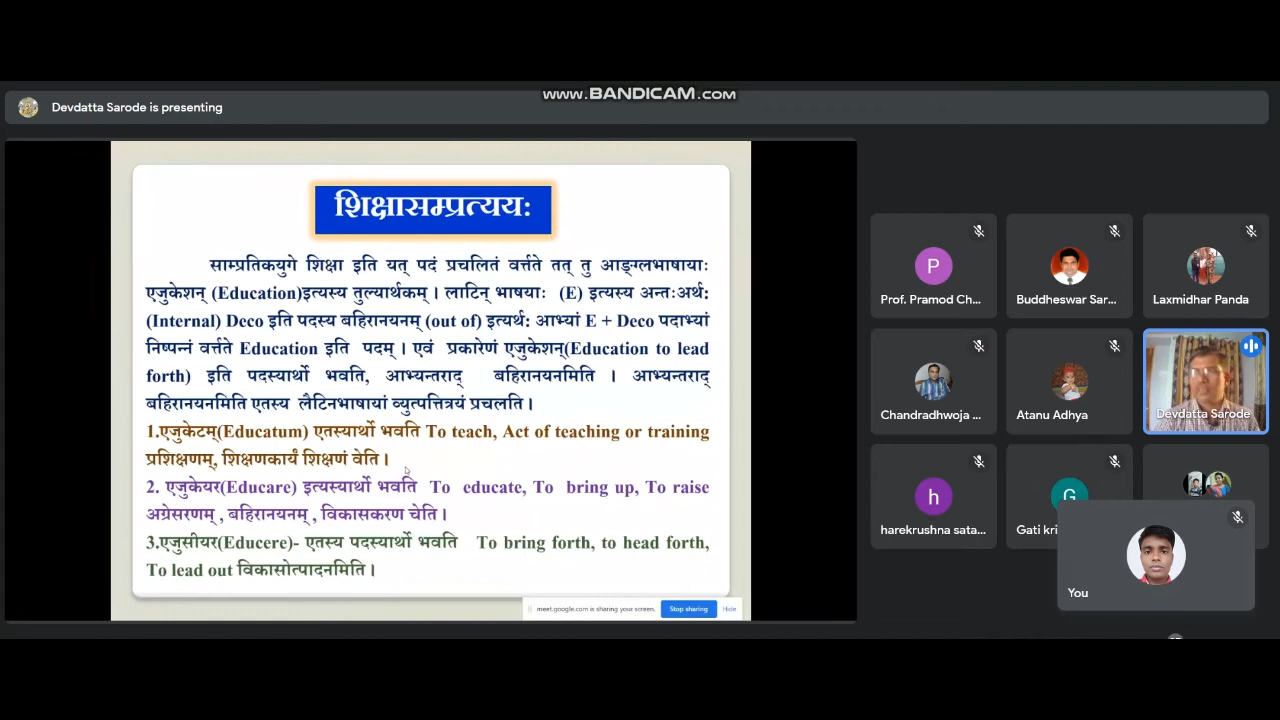 www.BANDICAM.com
Devdatta Sarode is presenting
शिक्षासम्प्रत्ययः
साम्प्रतिकयुगे शिक्षा इति यत् पदं प्रचलितं वर्त्तते तत् तु आङ्ग्लभाषायाः
एजुकेशन् (Education)इत्यस्य तुल्यार्थकम् । लाटिन् भाषयाः (E) इत्यस्य अन्तःअर्थ:
(Internal) Deco इति पदस्य बहिरानयनम् (out of) इत्यर्थ: आभ्यां E + Deco पदाभ्यां
निष्पन्नं वर्त्तते Education इति पदम् । एवं प्रकारेणं एजुकेशन्(Education to lead
forth) इति पदस्यार्थो भवति, आभ्यन्तराद् बहिरानयनमिति । आभ्यन्तराद्
बहिरानयनमिति एतस्य लैटिनभाषायां व्युत्पत्तित्रयं प्रचलति ।
1.एजुकेटम्(Educatum) एतस्यार्थो भवति To teach, Act of teaching or training
प्रशिक्षणम्, शिक्षणकार्यं शिक्षणं वेति ।
2. एजुकेयर(Educare) इत्यस्यार्थो भवति To educate, To bring up, To raise
अग्रेसरणम् , बहिरानयनम् , विकासकरण चेति ।
3.एजुसीयर(Educere)- एतस्य पदस्यार्थो भवति To bring forth, to head forth,
To lead out विकासोत्पादनमिति ।
meet.google.com is sharing your screen. Stop sharing Hide
P
Prof. Pramod Ch...
Buddheswar Sar...
Laxmidhar Panda
Chandradhwoja ...
Atanu Adhya
Devdatta Sarode
h
harekrushna sata...
G
Gati kri
You